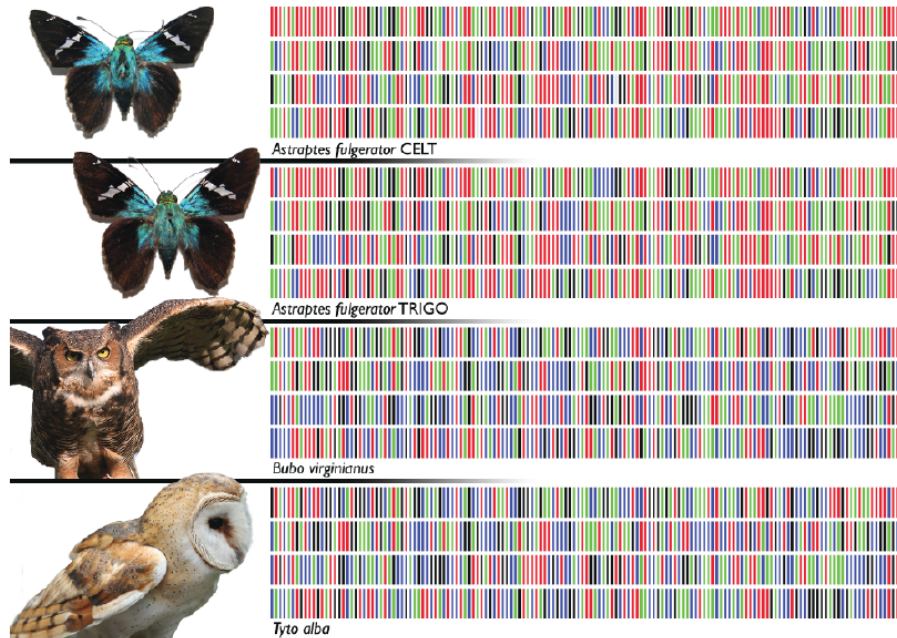 Astraptes fulgerator CELT
Astraptes fulgerator TRIGO
Bubo virginianus
Tyto alba